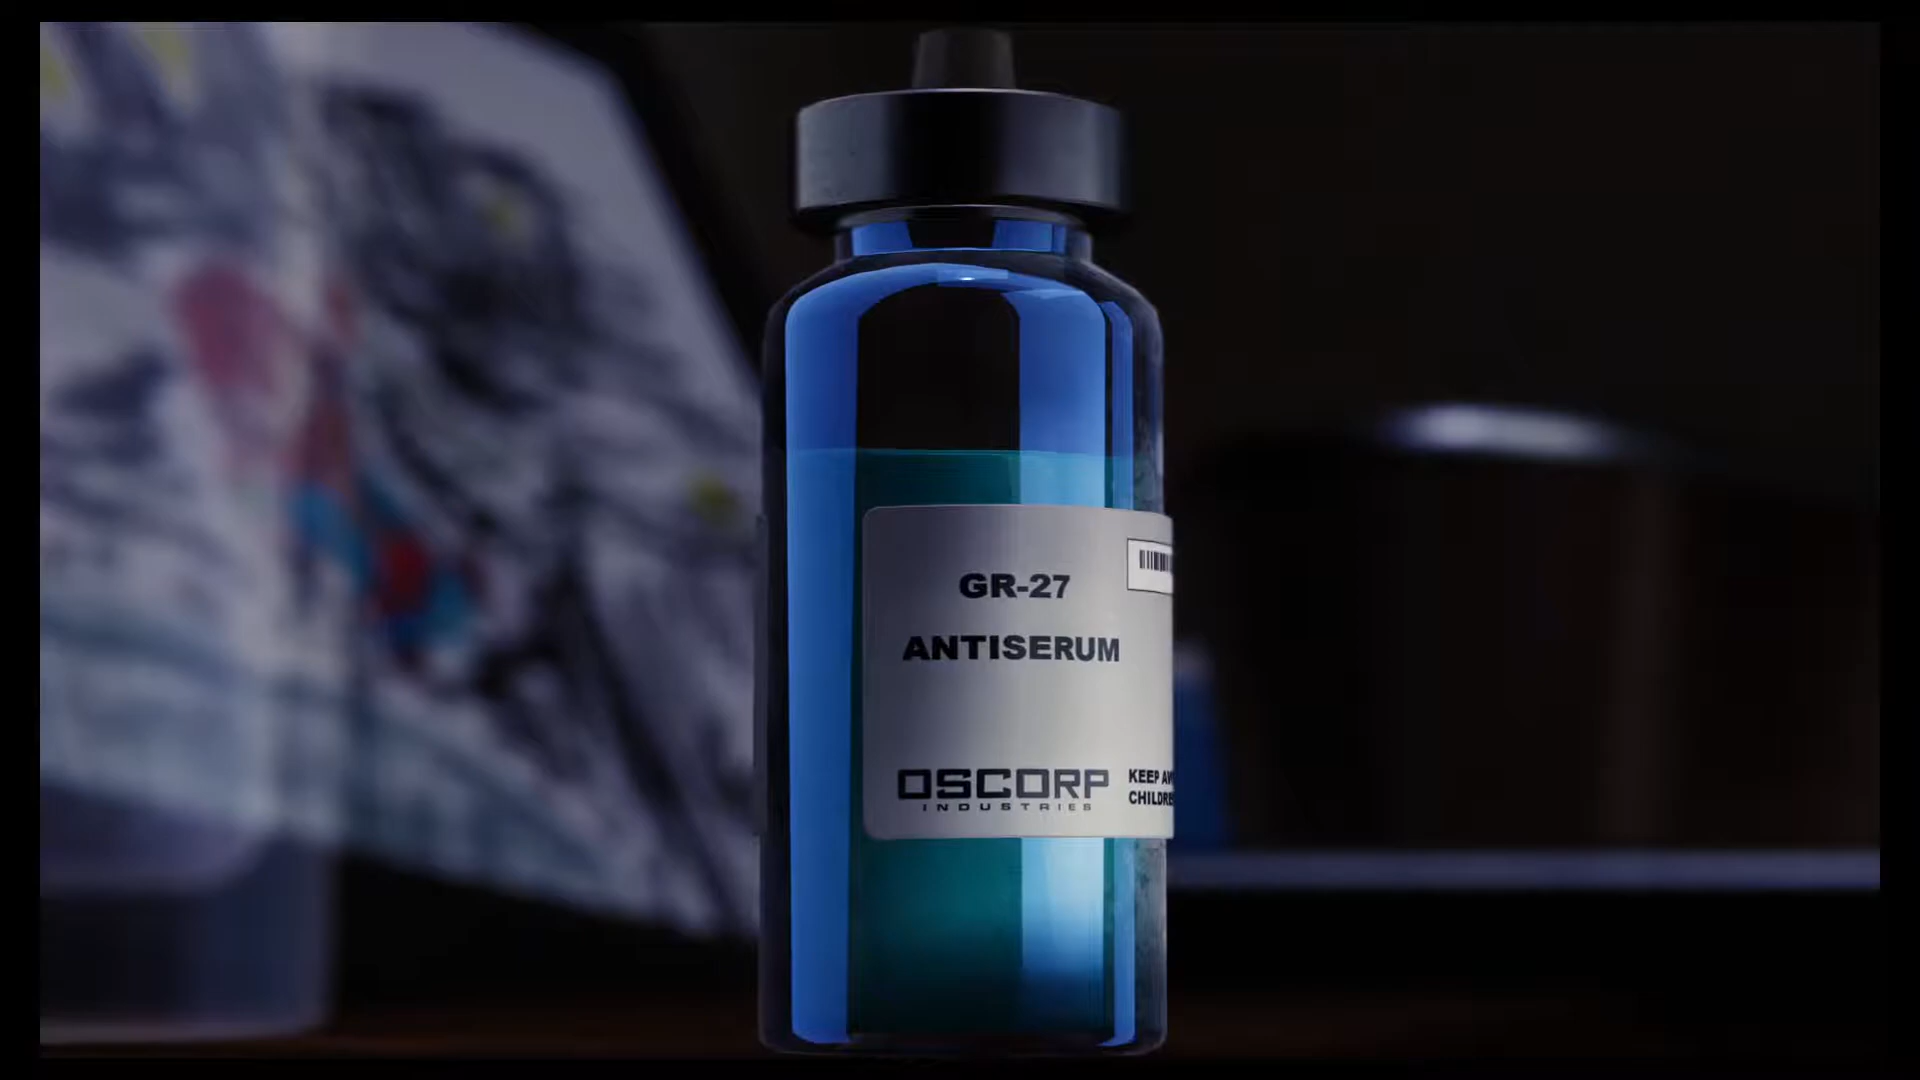 GR-27
ANTISERUM
OSCORP
INDUSTRIES
KEEP